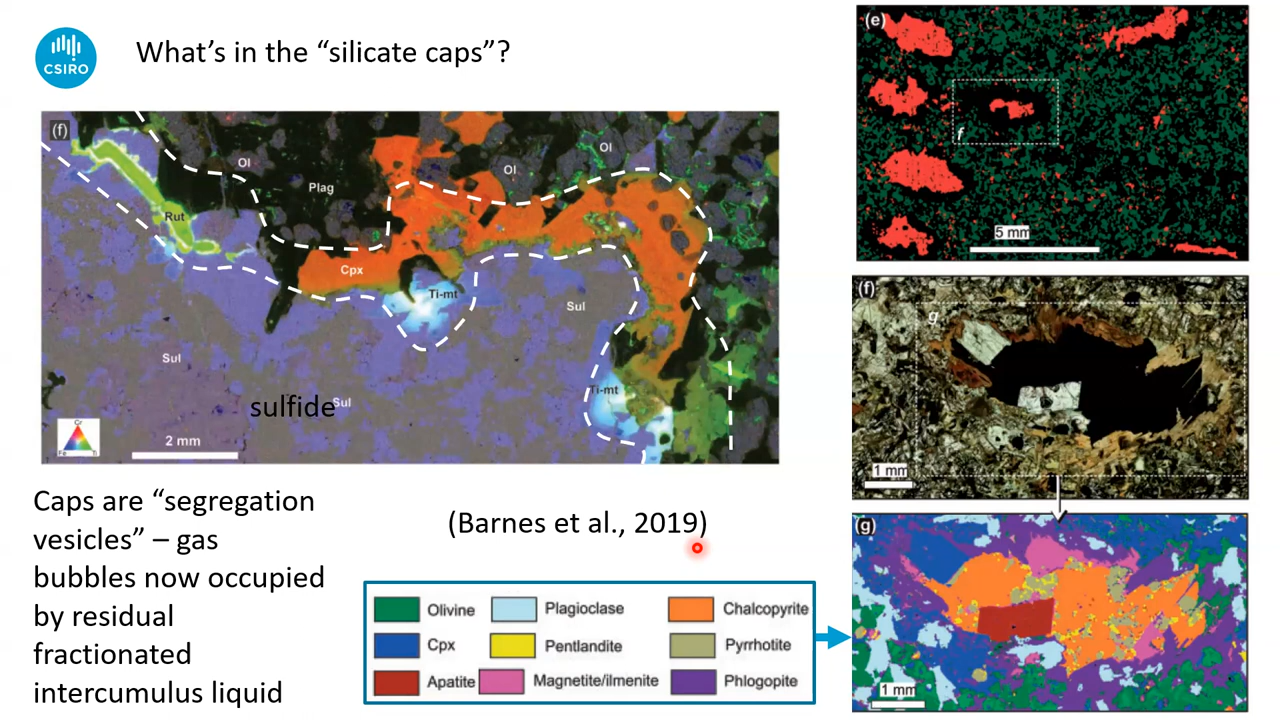 CSIRO
What's in the “silicate caps”?
(f)
Ol
Plag
Ol
Ol
Rut
Cpx
Ti-mt
Sul
Sul
Ti-mt
sulfide
Sul
Cr
Fe
Ti
2 mm
Caps are “segregation
vesicles” – gas
bubbles now occupied
by residual
fractionated
intercumulus liquid
(Barnes et al., 2019)
Olivine
Plagioclase
Chalcopyrite
Cpx
Pentlandite
Pyrrhotite
Apatite
Magnetite/ilmenite
Phlogopite
(e)
f
5 mm
(f)
g
1 mm
(g)
1 mm